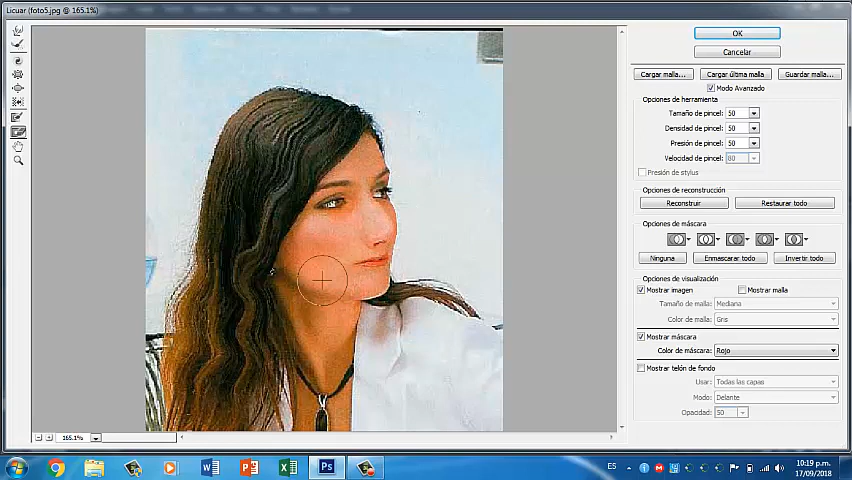 Licuar (foto5.jpg @ 165.1%)
OK
Cancelar
Cargar malla... Cargar última malla Guardar malla...
Modo Avanzado
Opciones de herramienta
Tamaño de pincel: 50
Densidad de pincel: 50
Presión de pincel: 50
Velocidad de pincel: 80
Presión de stylus
Opciones de reconstrucción
Reconstruir Restaurar todo
Opciones de máscara
Ninguna Enmascarar todo Invertir todo
Opciones de visualización
Mostrar imagen Mostrar malla
Tamaño de malla: Mediana
Color de malla: Gris
Mostrar máscara
Color de máscara: Rojo
Mostrar telón de fondo
Usar: Todas las capas
Modo: Delante
Opacidad: 50
165.1%
W P X Ps
ES
10:19 p.m.
17/09/2018